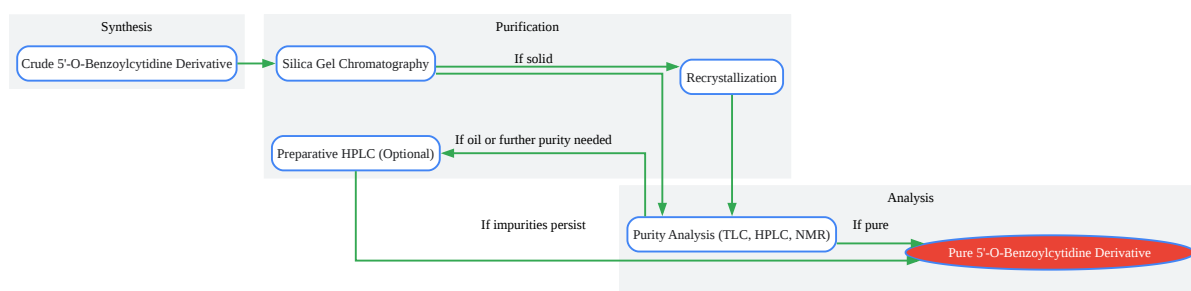 Synthesis
Purification
Crude 5'-O-Benzoylcytidine Derivative
Silica Gel Chromatography
If solid
Recrystallization
If oil or further purity needed
Preparative HPLC (Optional)
Analysis
If impurities persist
Purity Analysis (TLC, HPLC, NMR)
If pure
Pure 5'-O-Benzoylcytidine Derivative